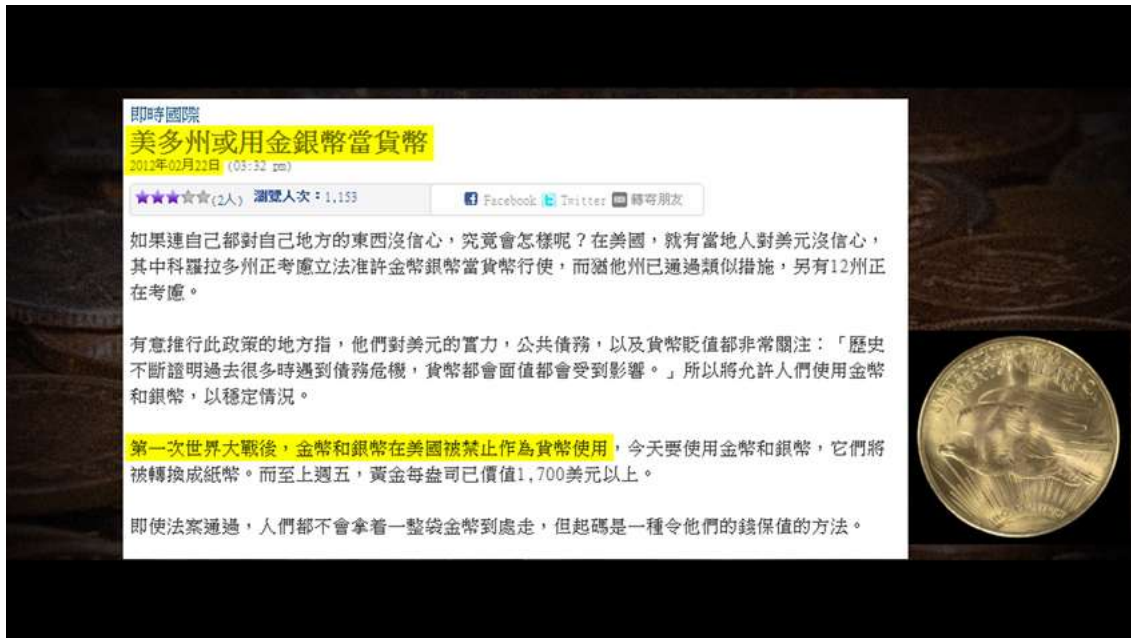 即時國際
美多州或用金銀幣當貨幣
2012年02月22日 (03:32 pm)
★★★☆☆(2人) 瀏覽人次：1,153 Facebook Twitter 轉寄朋友
如果連自己都對自己地方的東西沒信心，究竟會怎樣呢？在美國，就有當地人對美元沒信心，
其中科羅拉多州正考慮立法准許金幣銀幣當貨幣行使，而猶他州已通過類似措施，另有12州正
在考慮。
有意推行此政策的地方指，他們對美元的實力，公共債務，以及貨幣貶值都非常關注：「歷史
不斷證明過去很多時遇到債務危機，貨幣都會面值都會受到影響。」所以將允許人們使用金幣
和銀幣，以穩定情況。
第一次世界大戰後，金幣和銀幣在美國被禁止作為貨幣使用，今天要使用金幣和銀幣，它們將
被轉換成紙幣。而至上週五，黃金每盎司已價值1,700美元以上。
即使法案通過，人們都不會拿着一整袋金幣到處走，但起碼是一種令他們的錢保值的方法。